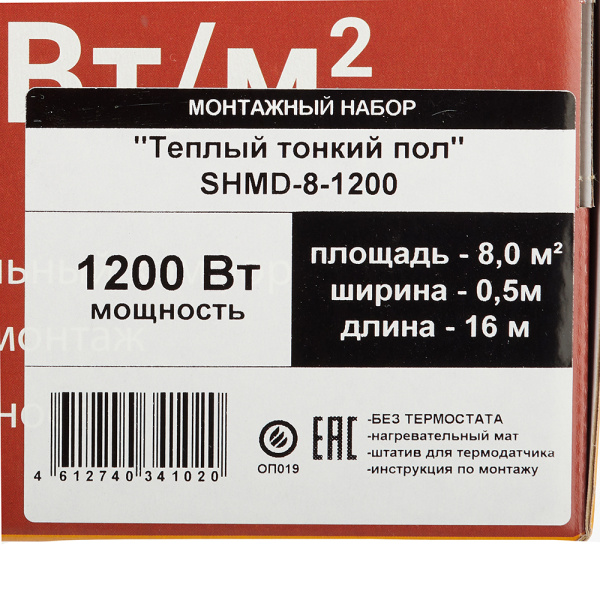 Вт/м²
МОНТАЖНЫЙ НАБОР
"Теплый тонкий пол"
SHMD-8-1200
1200 Вт
мощность
площадь - 8,0 м²
ширина - 0,5м
длина - 16 м
монтаж
4 612740 341020
ОП019
ЕАС
-БЕЗ ТЕРМОСТАТА
-нагревательный мат
-штатив для термодатчика
-инструкция по монтажу